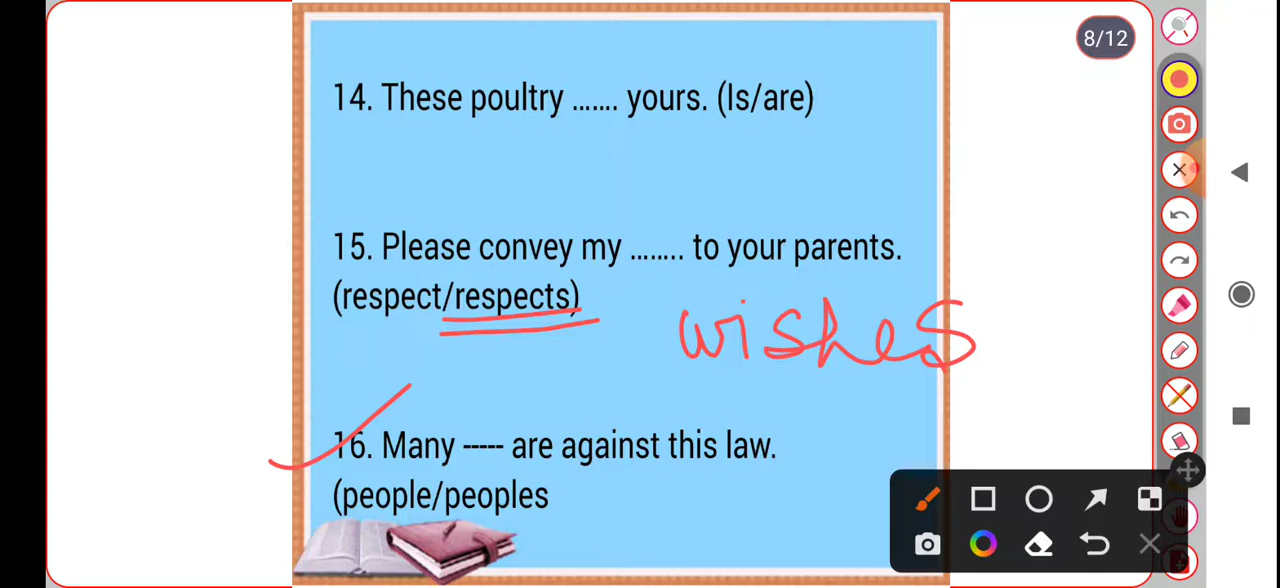 8/12
14. These poultry ....... yours. (Is/are)
15. Please convey my ........ to your parents.
(respect/respects)
wishes
16. Many ----- are against this law.
(people/peoples